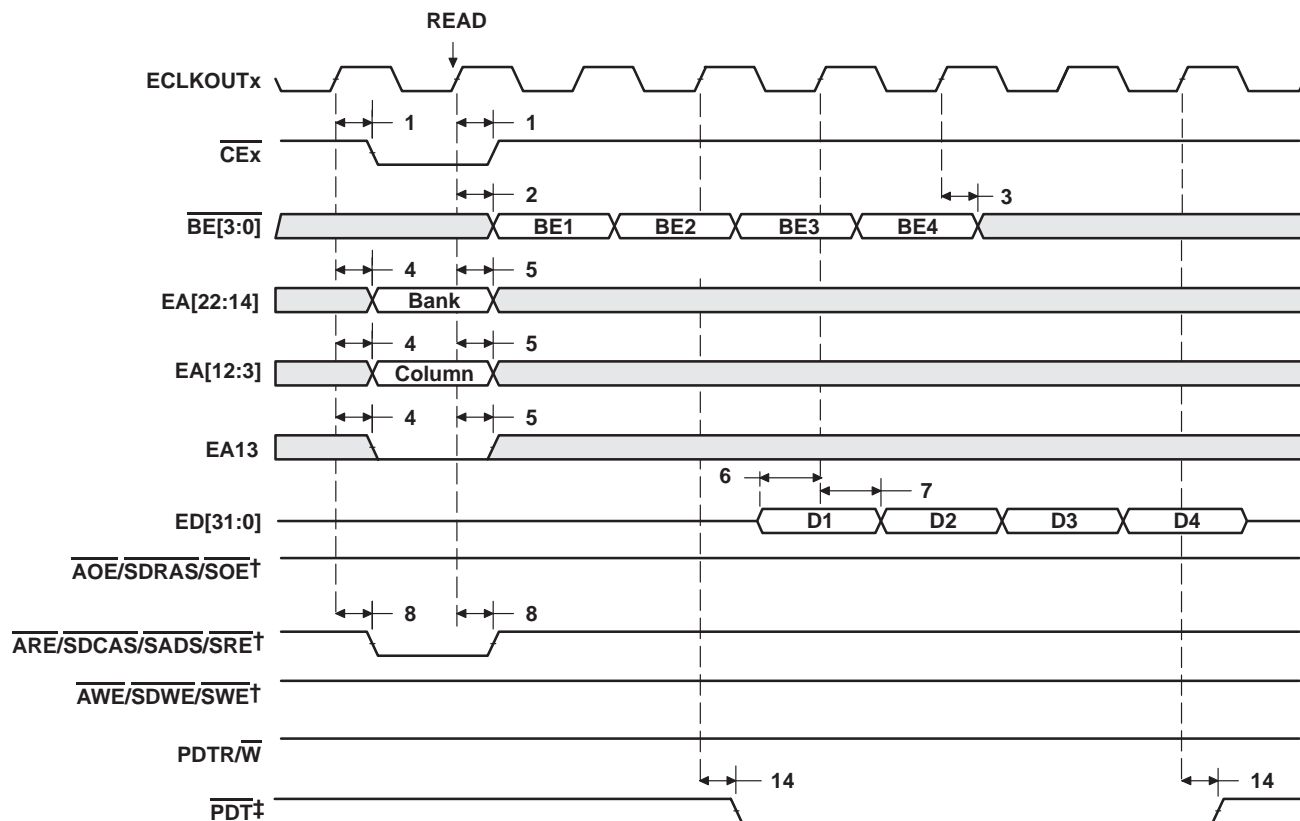 READ
ECLKOUTx
1 1
CEx
2 3
BE[3:0] BE1 BE2 BE3 BE4
4 5
EA[22:14] Bank
4 5
EA[12:3] Column
4 5
EA13
6 7
ED[31:0] D1 D2 D3 D4
AOE/SDRAS/SOE†
8 8
ARE/SDCAS/SADS/SRE†
AWE/SDWE/SWE†
PDTR/W
14 14
PDT‡